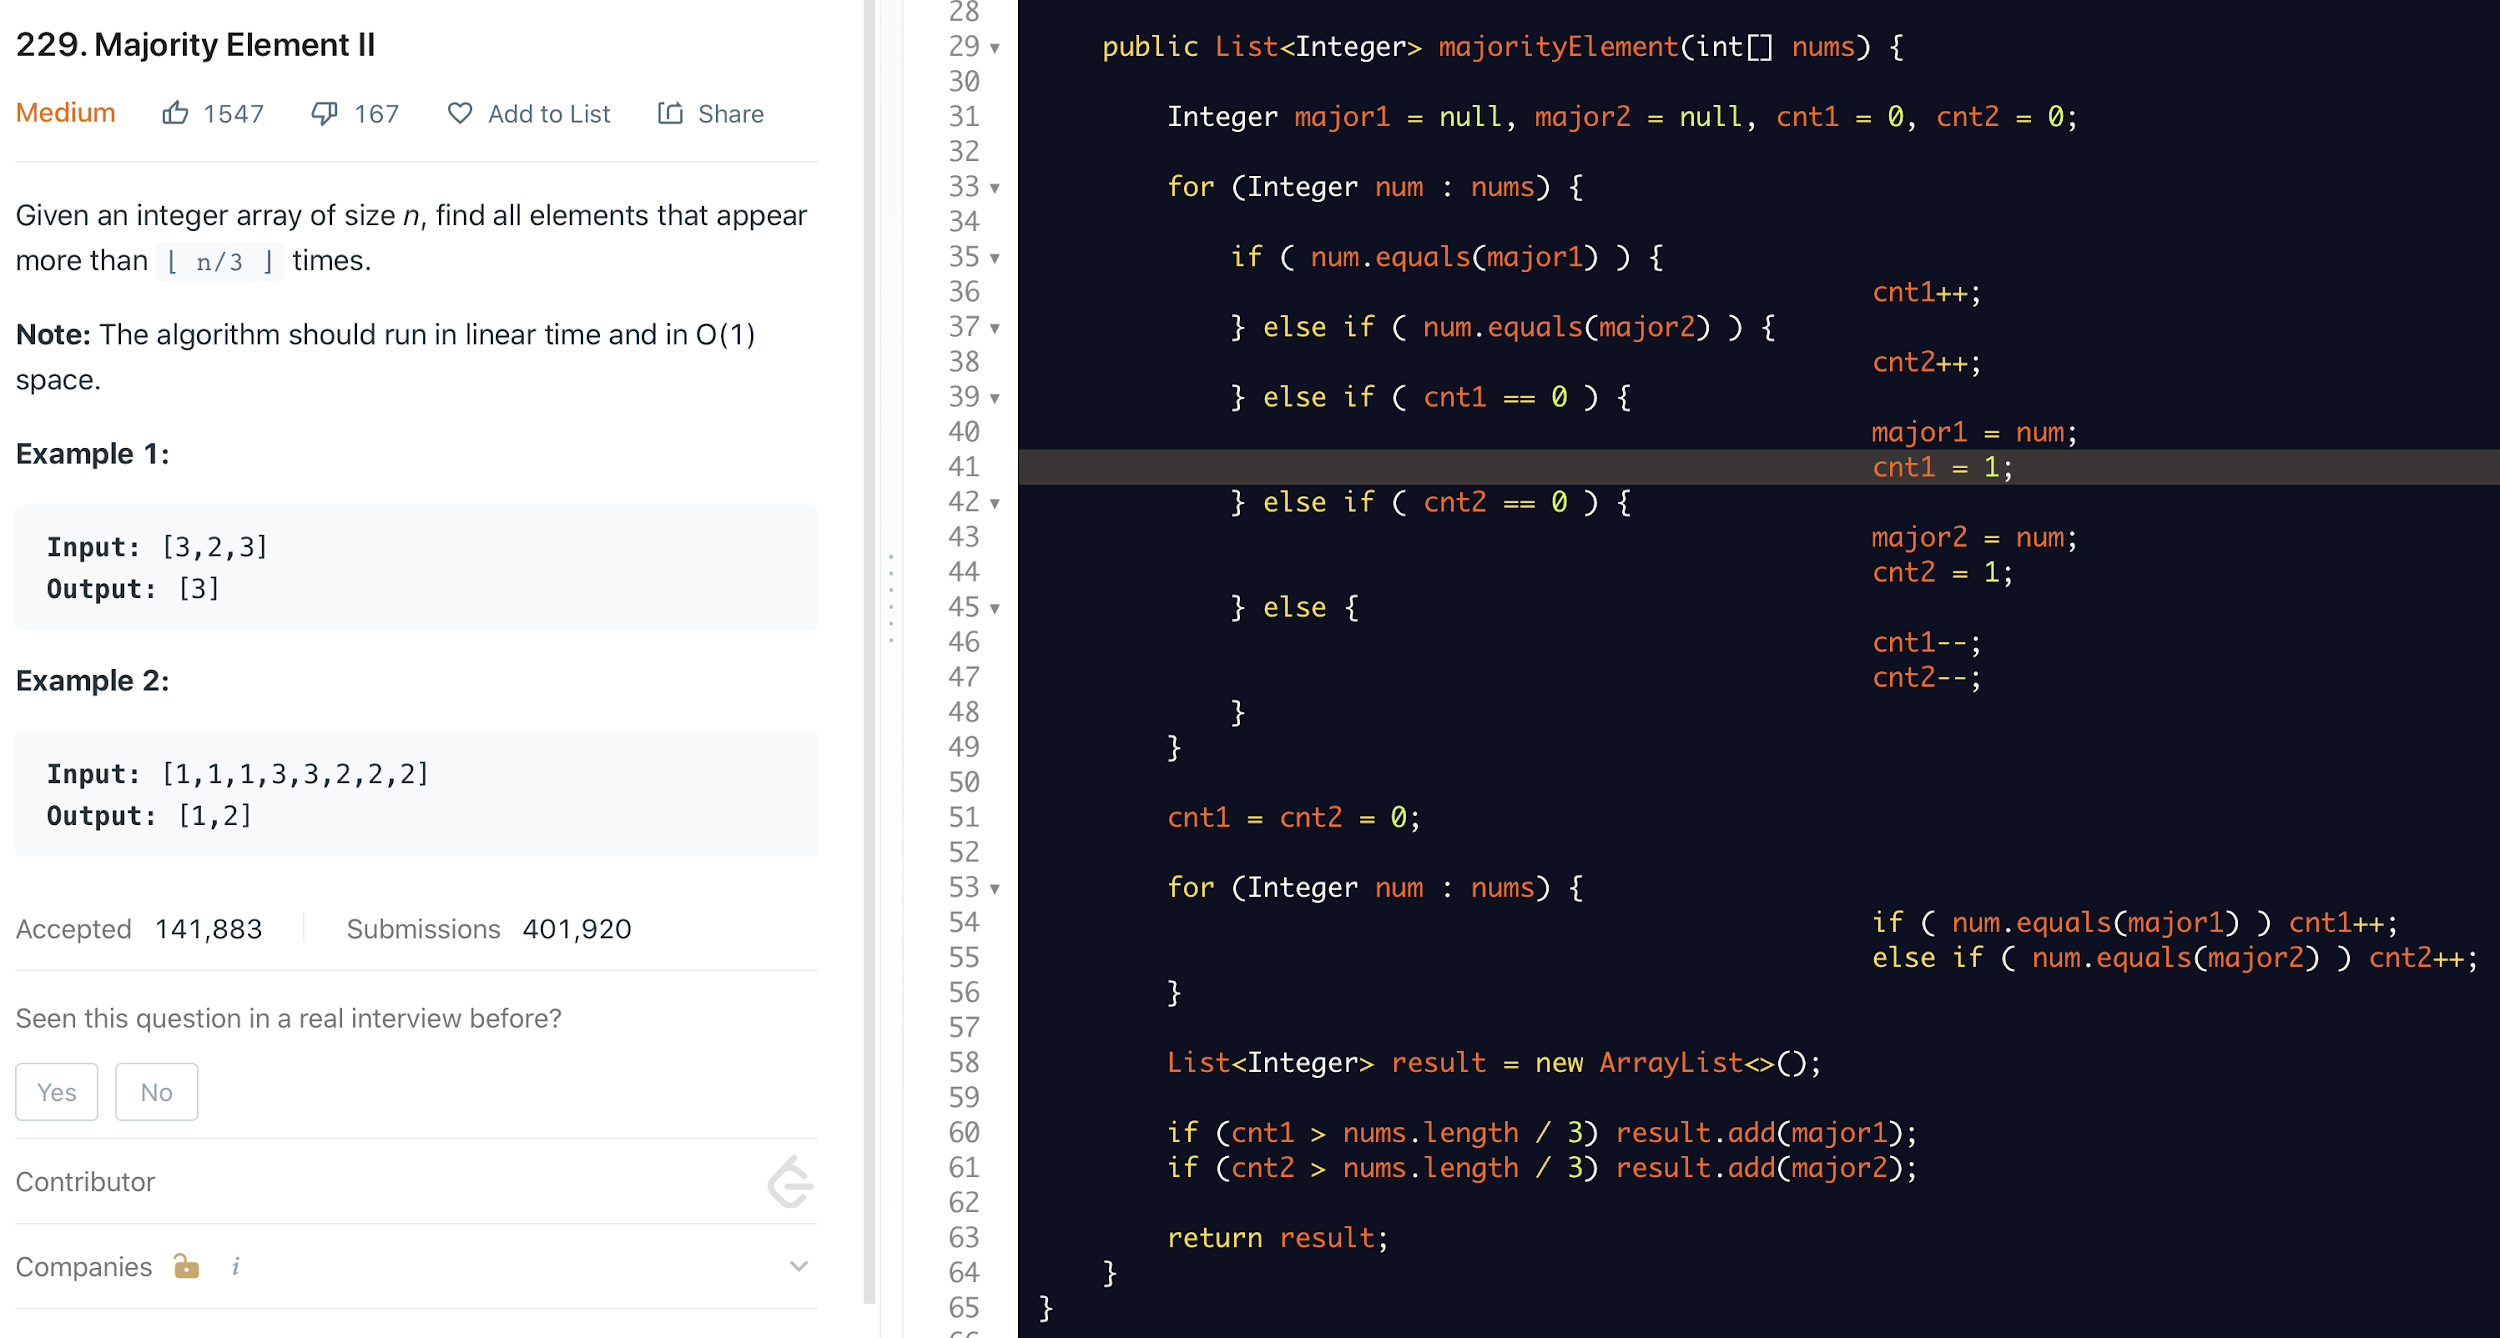 229. Majority Element II
Medium 1547 167 Add to List Share
Given an integer array of size n, find all elements that appear
more than ⌊ n/3 ⌋ times.
Note: The algorithm should run in linear time and in O(1)
space.
Example 1:
Input: [3,2,3]
Output: [3]
Example 2:
Input: [1,1,1,3,3,2,2,2]
Output: [1,2]
Accepted 141,883 Submissions 401,920
Seen this question in a real interview before?
Yes No
Contributor
Companies i
28
29 public List<Integer> majorityElement(int[] nums) {
30
31 Integer major1 = null, major2 = null, cnt1 = 0, cnt2 = 0;
32
33 for (Integer num : nums) {
34
35 if ( num.equals(major1) ) {
36 cnt1++;
37 } else if ( num.equals(major2) ) {
38 cnt2++;
39 } else if ( cnt1 == 0 ) {
40 major1 = num;
41 cnt1 = 1;
42 } else if ( cnt2 == 0 ) {
43 major2 = num;
44 cnt2 = 1;
45 } else {
46 cnt1--;
47 cnt2--;
48 }
49 }
50
51 cnt1 = cnt2 = 0;
52
53 for (Integer num : nums) {
54 if ( num.equals(major1) ) cnt1++;
55 else if ( num.equals(major2) ) cnt2++;
56 }
57
58 List<Integer> result = new ArrayList<>();
59
60 if (cnt1 > nums.length / 3) result.add(major1);
61 if (cnt2 > nums.length / 3) result.add(major2);
62
63 return result;
64 }
65 }